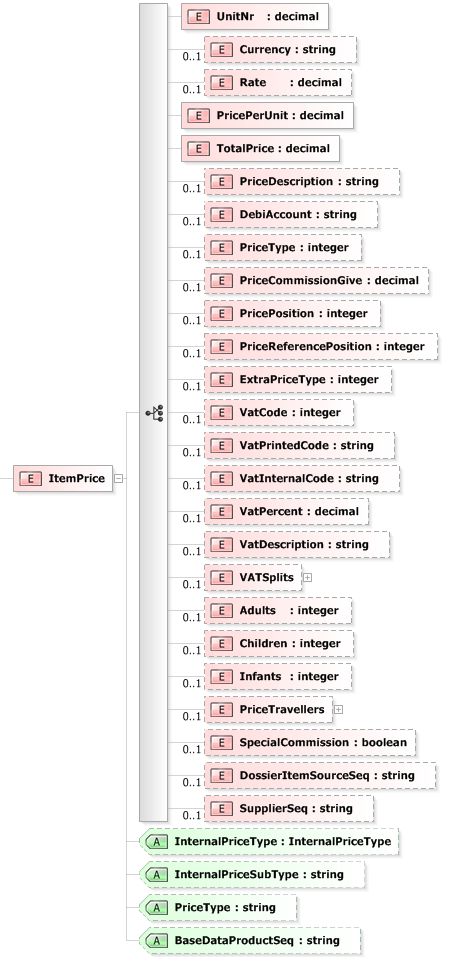 E UnitNr : decimal
0..1 E Currency : string
0..1 E Rate : decimal
E PricePerUnit : decimal
E TotalPrice : decimal
0..1 E PriceDescription : string
0..1 E DebiAccount : string
0..1 E PriceType : integer
0..1 E PriceCommissionGive : decimal
0..1 E PricePosition : integer
0..1 E PriceReferencePosition : integer
0..1 E ExtraPriceType : integer
0..1 E VatCode : integer
0..1 E VatPrintedCode : string
E ItemPrice
0..1 E VatInternalCode : string
0..1 E VatPercent : decimal
0..1 E VatDescription : string
0..1 E VATSplits
0..1 E Adults : integer
0..1 E Children : integer
0..1 E Infants : integer
0..1 E PriceTravellers
0..1 E SpecialCommission : boolean
0..1 E DossierItemSourceSeq : string
0..1 E SupplierSeq : string
A InternalPriceType : InternalPriceType
A InternalPriceSubType : string
A PriceType : string
A BaseDataProductSeq : string